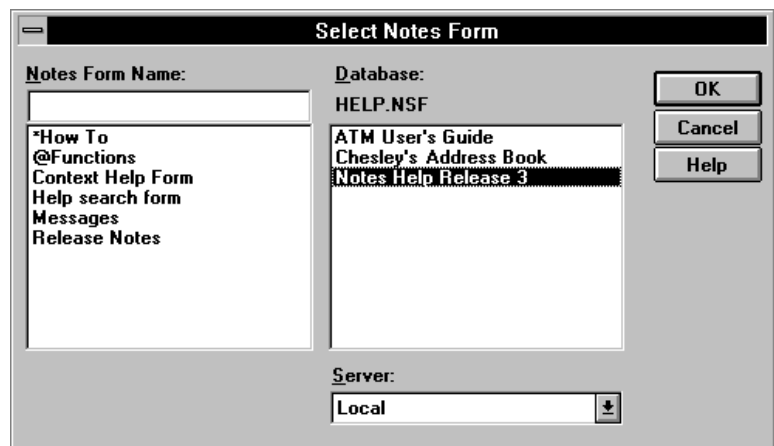 Select Notes Form
Notes Form Name:
*How To
@Functions
Context Help Form
Help search form
Messages
Release Notes
Database:
HELP.NSF
ATM User's Guide
Chesley's Address Book
Notes Help Release 3
Server:
Local
OK
Cancel
Help